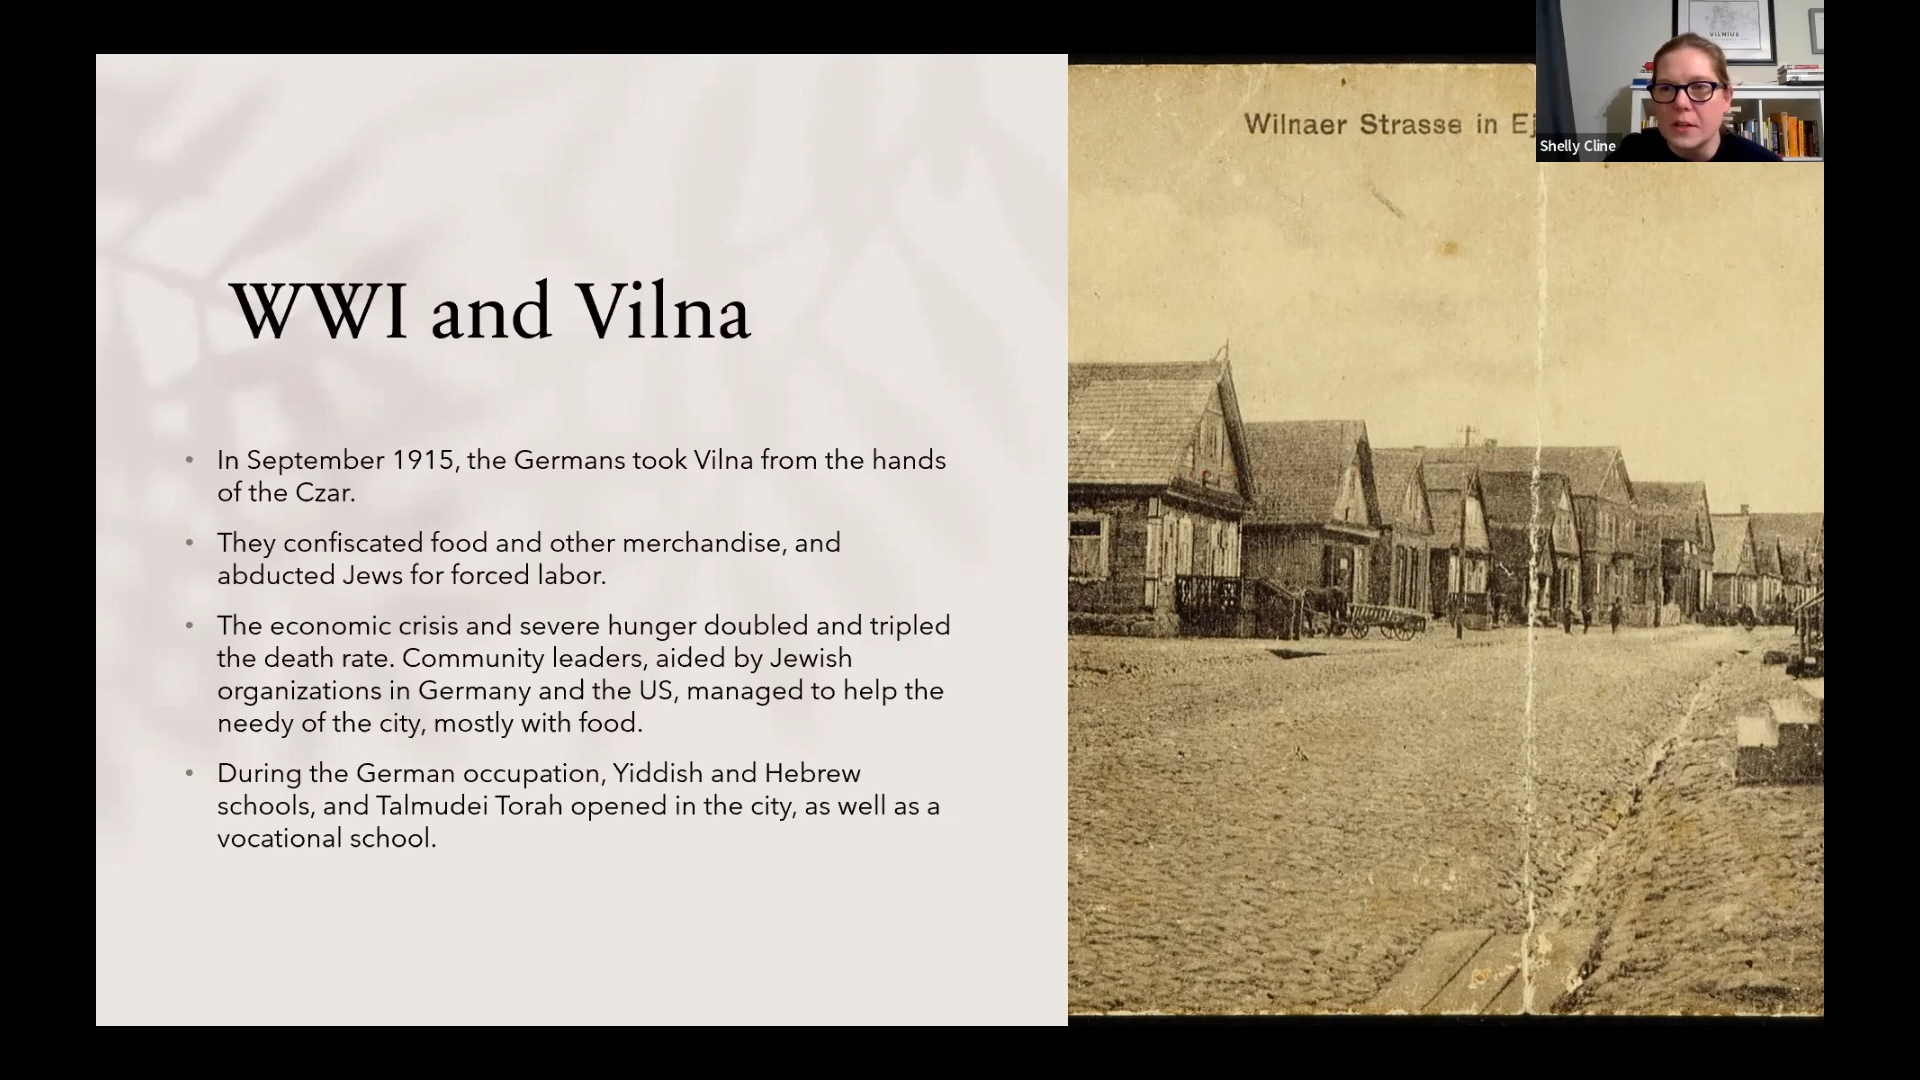 WWI and Vilna
In September 1915, the Germans took Vilna from the hands
of the Czar.
They confiscated food and other merchandise, and
abducted Jews for forced labor.
The economic crisis and severe hunger doubled and tripled
the death rate. Community leaders, aided by Jewish
organizations in Germany and the US, managed to help the
needy of the city, mostly with food.
During the German occupation, Yiddish and Hebrew
schools, and Talmudei Torah opened in the city, as well as a
vocational school.
Wilnaer Strasse in Ej
VILNIUS
Shelly Cline